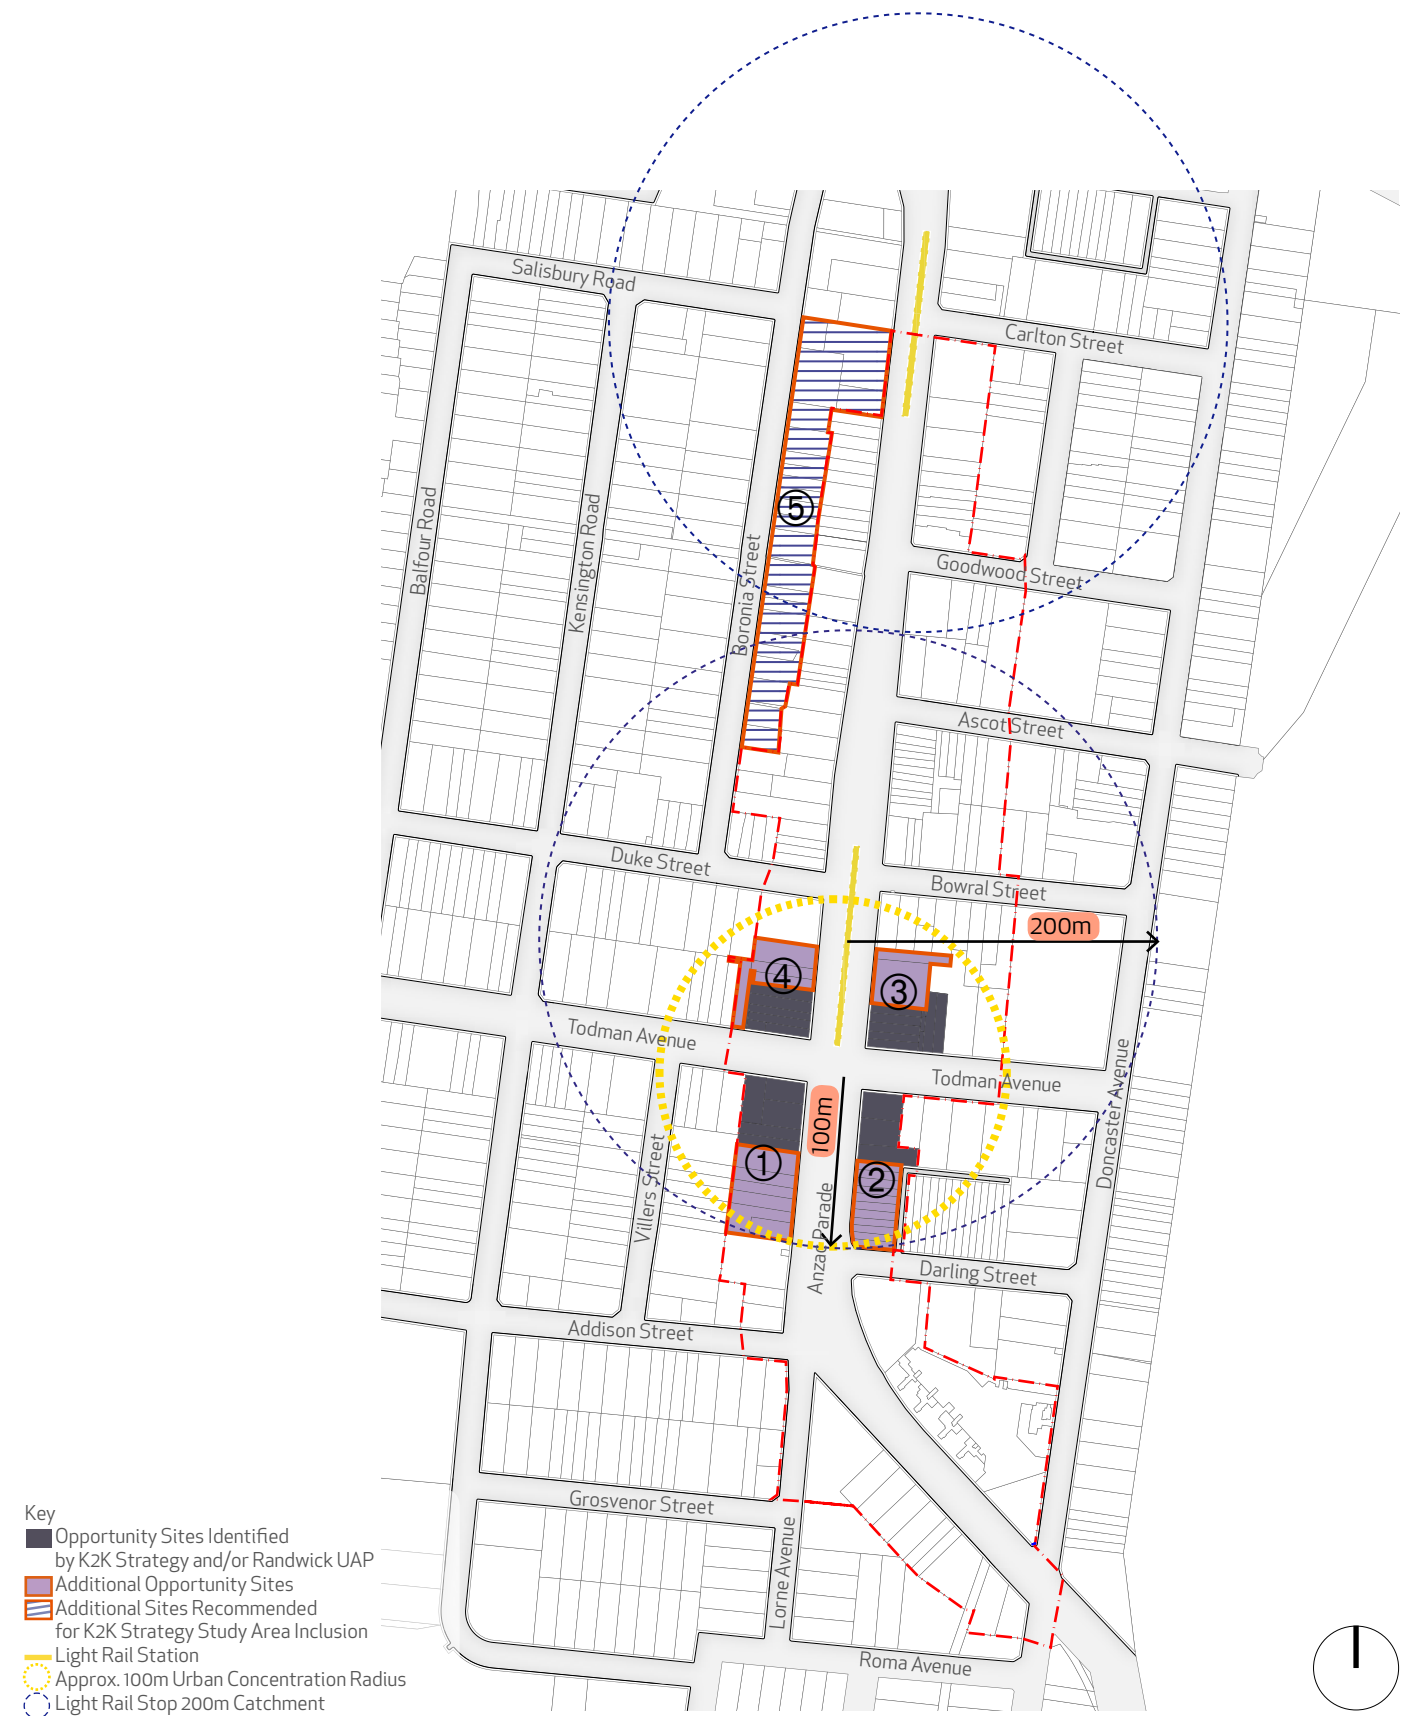 Salisbury Road
Carlton Street
Balfour Road
Kensington Road
Boronia Street
⑤
Goodwood Street
Ascot Street
Duke Street
Bowral Street
200m
④
③
Todman Avenue
Todman Avenue
Doncaster Avenue
100m
①
②
Villers Street
Anzac Parade
Darling Street
Addison Street
Grosvenor Street
Lorne Avenue
Roma Avenue
Key
Opportunity Sites Identified
by K2K Strategy and/or Randwick UAP
Additional Opportunity Sites
Additional Sites Recommended
for K2K Strategy Study Area Inclusion
Light Rail Station
Approx. 100m Urban Concentration Radius
Light Rail Stop 200m Catchment